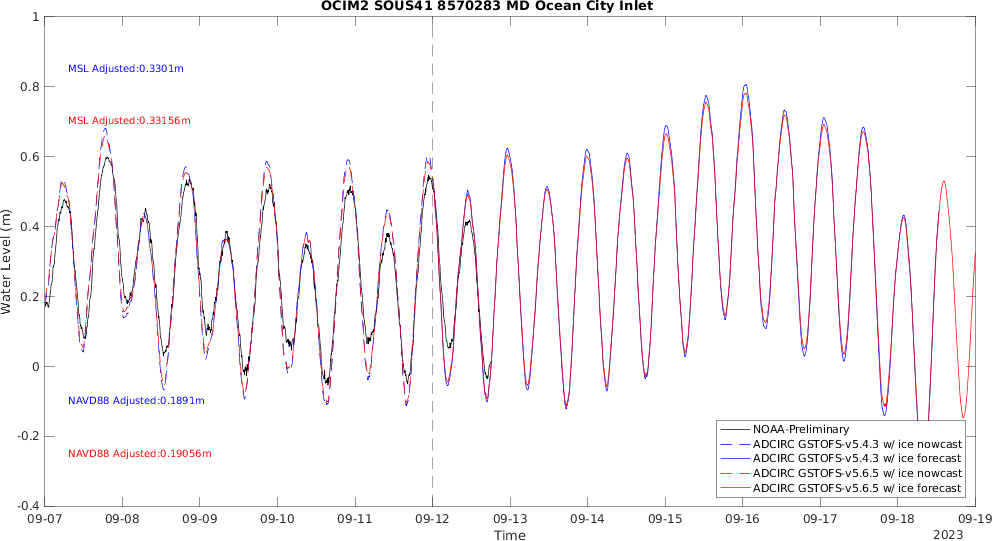 OCIM2 SOUS41 8570283 MD Ocean City Inlet
1
0.8
0.6
0.4
0.2
0
-0.2
-0.4
Water Level (m)
MSL Adjusted:0.3301m
MSL Adjusted:0.33156m
NAVD88 Adjusted:0.1891m
NAVD88 Adjusted:0.19056m
NOAA-Preliminary
ADCIRC GSTOFS-v5.4.3 w/ ice nowcast
ADCIRC GSTOFS-v5.4.3 w/ ice forecast
ADCIRC GSTOFS-v5.6.5 w/ ice nowcast
ADCIRC GSTOFS-v5.6.5 w/ ice forecast
09-07 09-08 09-09 09-10 09-11 09-12 09-13 09-14 09-15 09-16 09-17 09-18 09-19
Time
2023